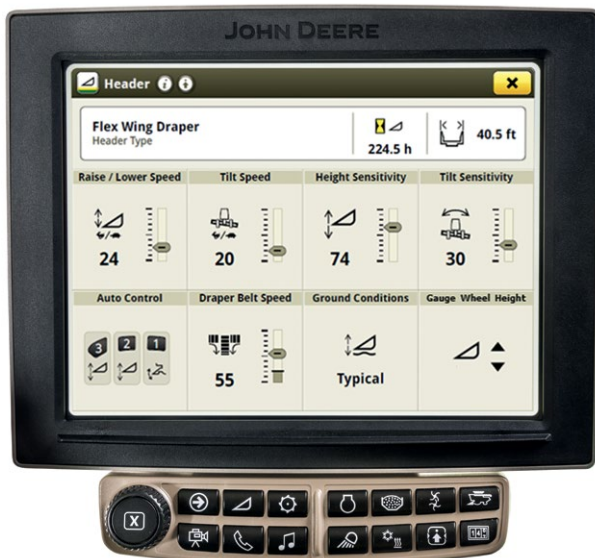 JOHN DEERE
Header
Flex Wing Draper
Header Type
224.5 h
40.5 ft
Raise / Lower Speed
Tilt Speed
Height Sensitivity
Tilt Sensitivity
24
20
74
30
Auto Control
Draper Belt Speed
Ground Conditions
Gauge Wheel Height
3
2
1
55
Typical
X